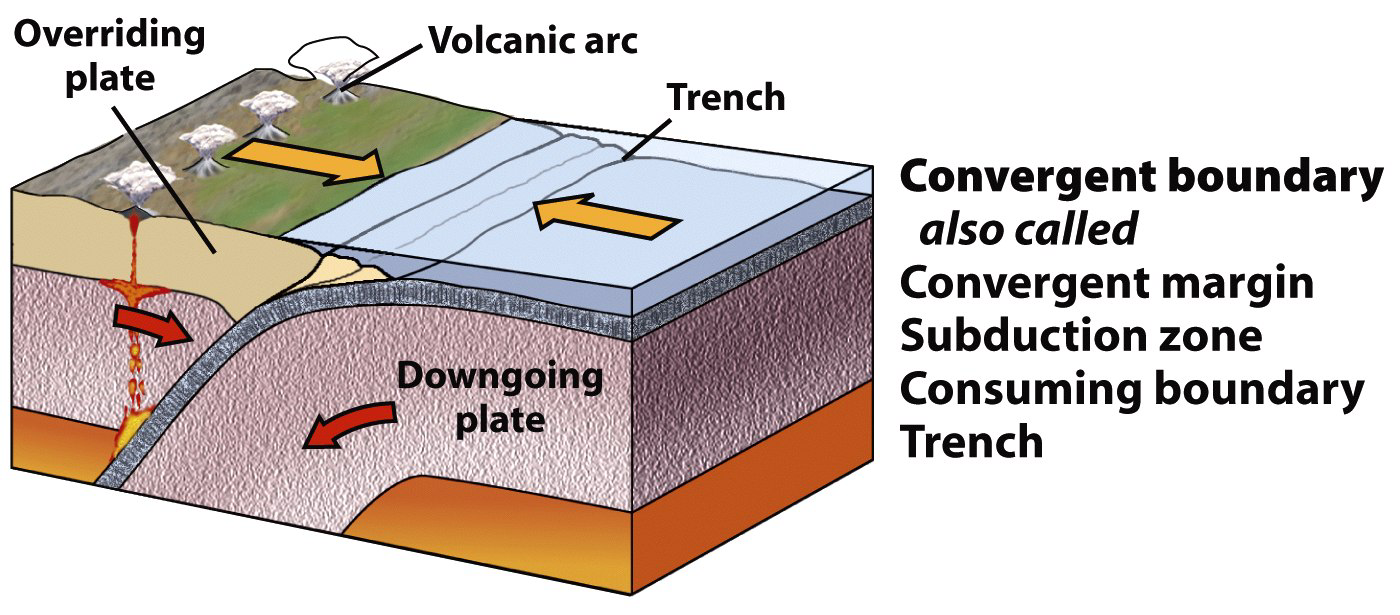 Overriding
plate
Volcanic arc
Trench
Downgoing
plate
Convergent boundary
also called
Convergent margin
Subduction zone
Consuming boundary
Trench